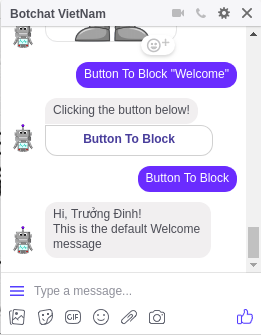 Botchat VietNam
Button To Block "Welcome"
Clicking the button below!
Button To Block
Button To Block
Hi, Trưởng Đinh!
This is the default Welcome
message
Type a message...
GIF